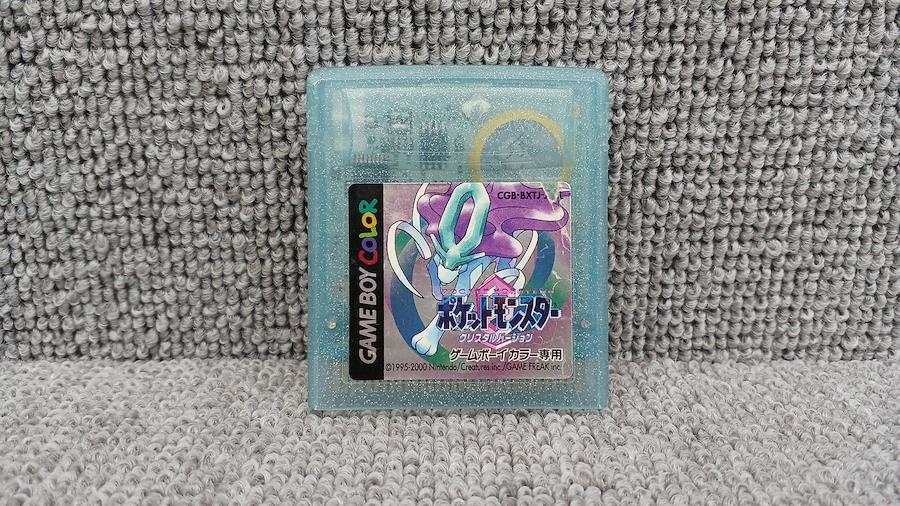 GAME BOY COLOR
CGB-BXTJ-
ポケットモンスター
クリスタルバージョン
ゲームボーイカラー専用
©1995-2000 Nintendo/Creatures inc./GAME FREAK inc.